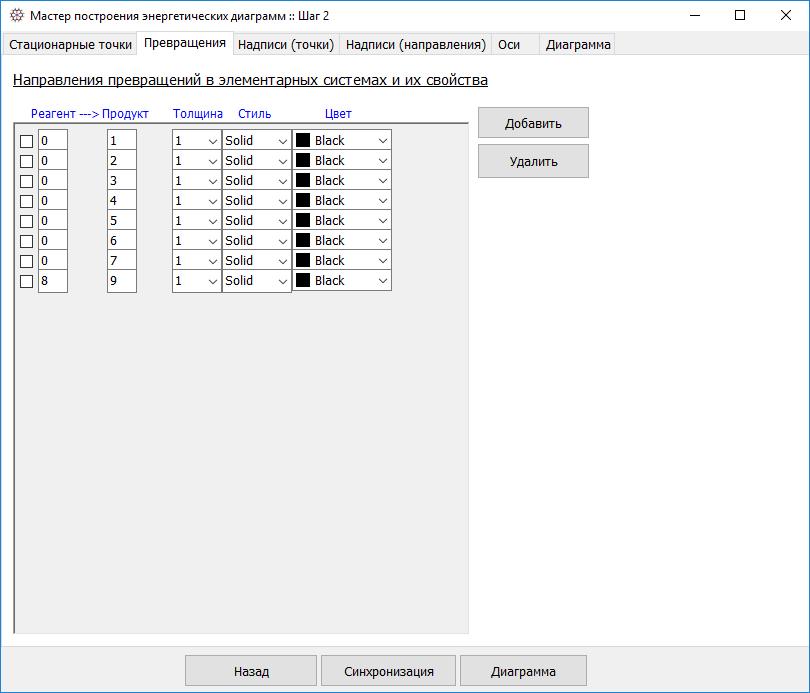 Мастер построения энергетических диаграмм :: Шаг 2
Стационарные точки Превращения Надписи (точки) Надписи (направления) Оси Диаграмма
Направления превращений в элементарных системах и их свойства
Реагент ---> Продукт Толщина Стиль Цвет
0 1 1 Solid Black
0 2 1 Solid Black
0 3 1 Solid Black
0 4 1 Solid Black
0 5 1 Solid Black
0 6 1 Solid Black
0 7 1 Solid Black
8 9 1 Solid Black
Добавить
Удалить
Назад Синхронизация Диаграмма